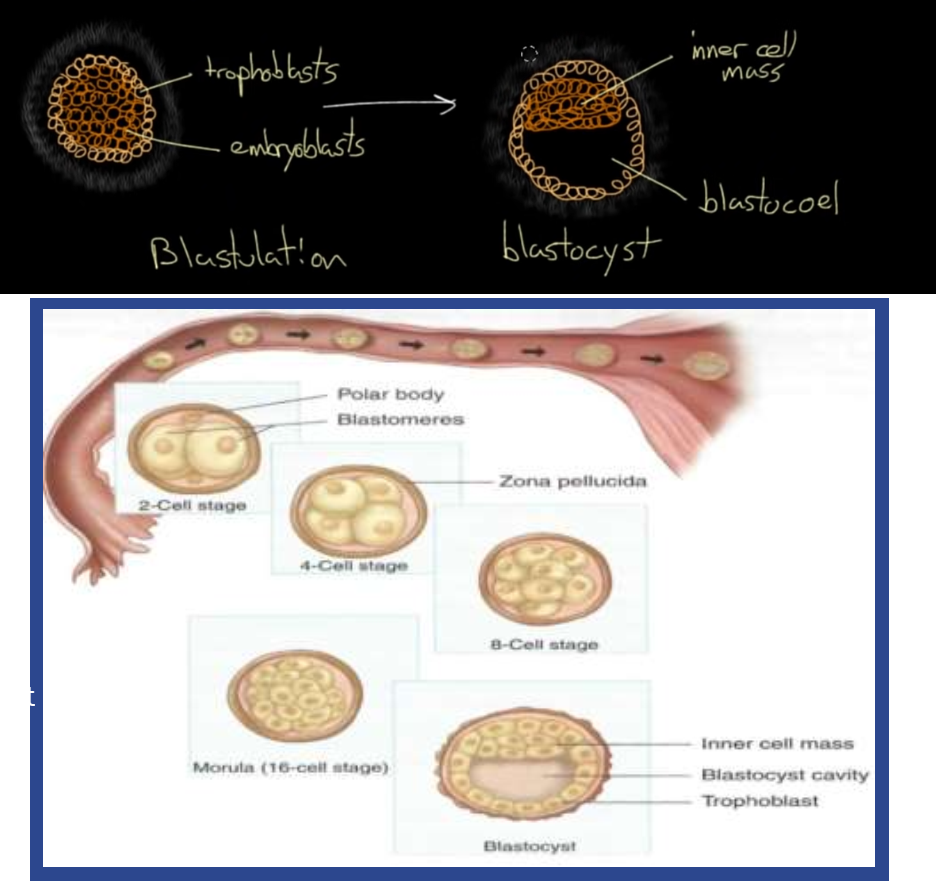 trophoblasts
embryoblasts
Blastulation
inner cell
mass
blastocoel
blastocyst
Polar body
Blastomeres
2-Cell stage
Zona pellucida
4-Cell stage
8-Cell stage
t
Morula (16-cell stage)
Inner cell mass
Blastocyst cavity
Trophoblast
Blastocyst